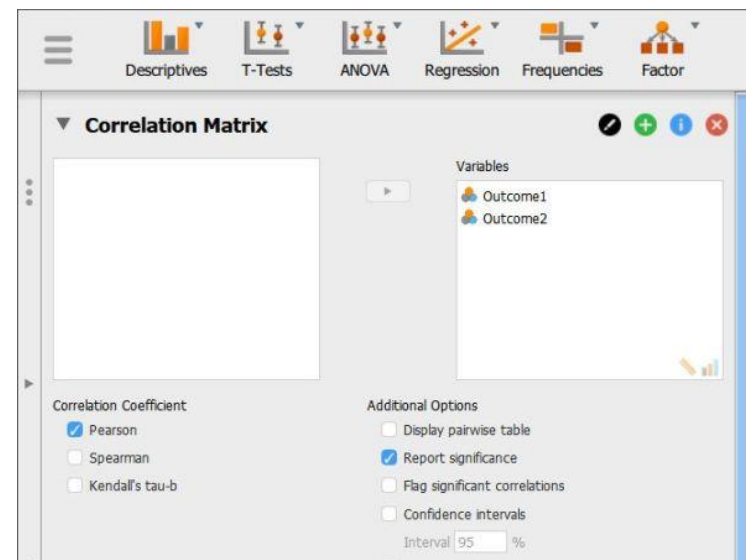 Descriptives T-Tests ANOVA Regression Frequencies Factor
Correlation Matrix
Variables
Outcome1
Outcome2
Correlation Coefficient
Pearson
Spearman
Kendall's tau-b
Additional Options
Display pairwise table
Report significance
Flag significant correlations
Confidence intervals
Interval 95 %